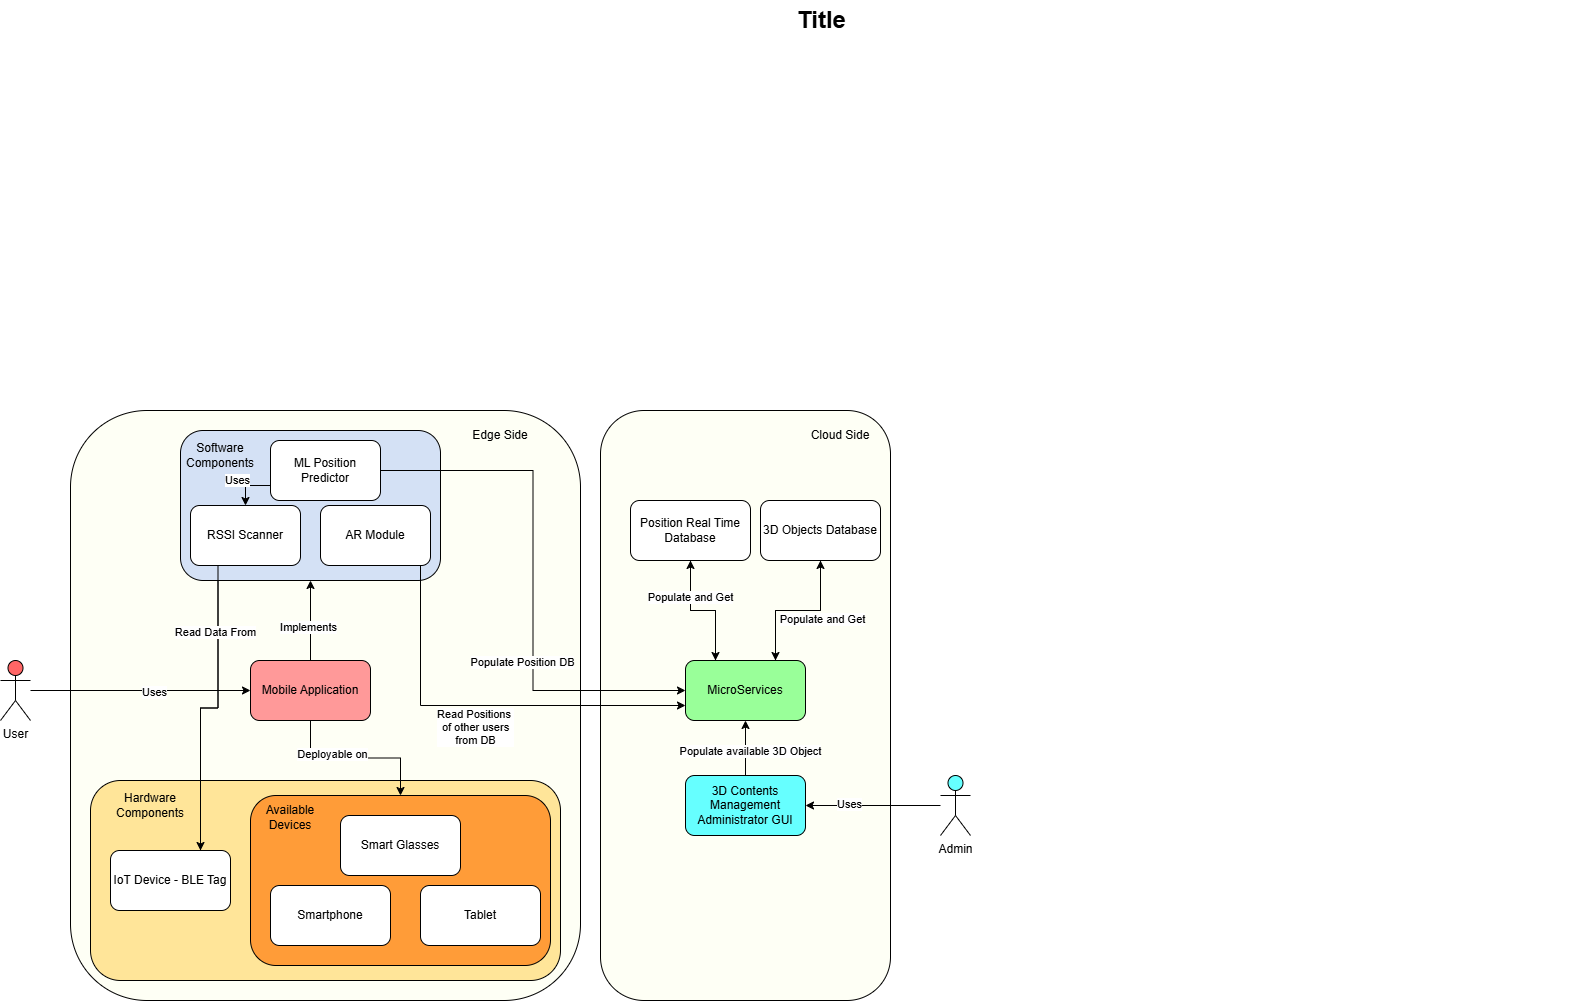 Title
Edge Side
Software
Components
ML Position
Predictor
Uses
RSSI Scanner
AR Module
Read Data From
Implements
Populate Position DB
User
Uses
Mobile Application
Read Positions
of other users
from DB
Deployable on
Hardware
Components
Available
Devices
Smart Glasses
IoT Device - BLE Tag
Smartphone
Tablet
Cloud Side
Position Real Time
Database
3D Objects Database
Populate and Get
Populate and Get
MicroServices
Populate available 3D Object
3D Contents
Management
Administrator GUI
Uses
Admin